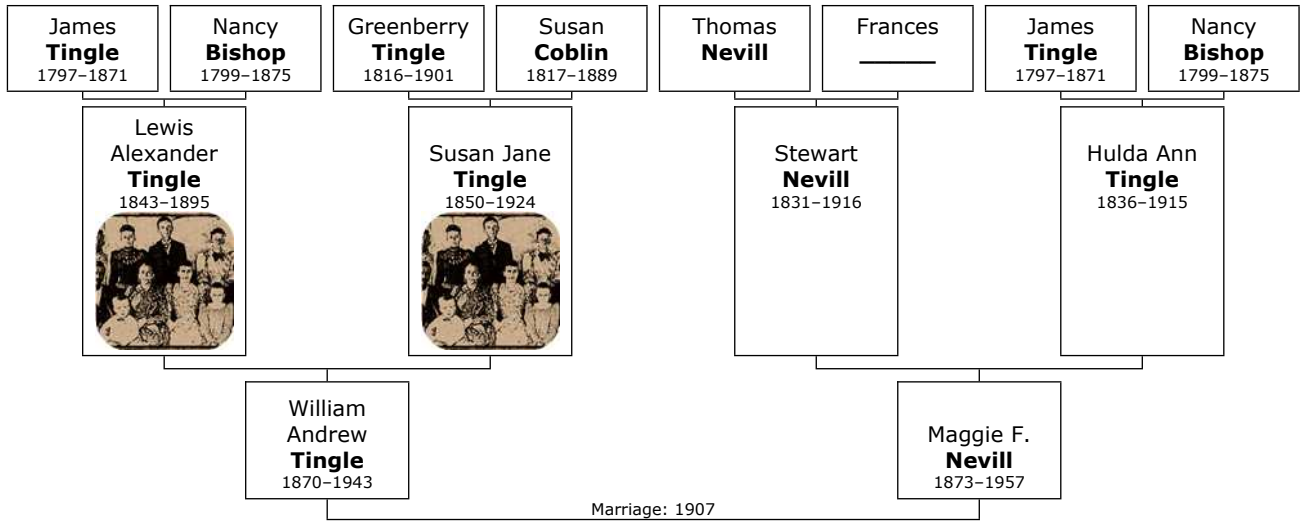 James
Tingle
1797–1871
Nancy
Bishop
1799–1875
Greenberry
Tingle
1816–1901
Susan
Coblin
1817–1889
Thomas
Nevill
Frances
______
James
Tingle
1797–1871
Nancy
Bishop
1799–1875
Lewis
Alexander
Tingle
1843–1895
Susan Jane
Tingle
1850–1924
Stewart
Nevill
1831–1916
Hulda Ann
Tingle
1836–1915
William
Andrew
Tingle
1870–1943
Maggie F.
Nevill
1873–1957
Marriage: 1907